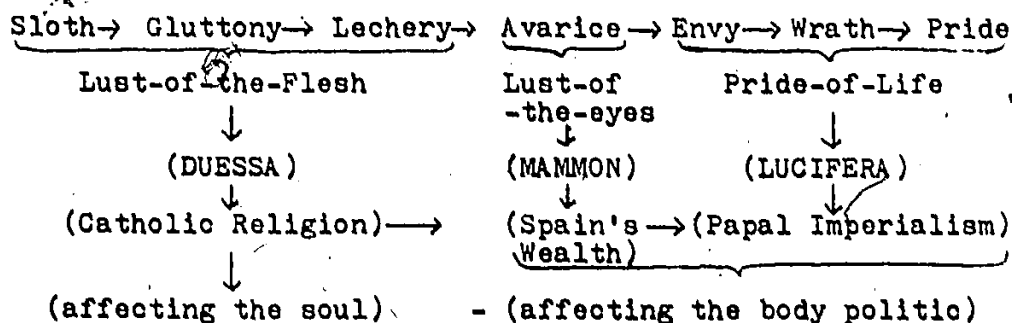 Sloth→ Gluttony→ Lechery→ Avarice→ Envy→ Wrath→ Pride
Lust-of-the-Flesh Lust-of Pride-of-Life
-the-eyes
(DUESSA) (MAMMON) (LUCIFERA)
(Catholic Religion)→ (Spain's→(Papal Imperialism)
Wealth)
(affecting the soul) - (affecting the body politic)